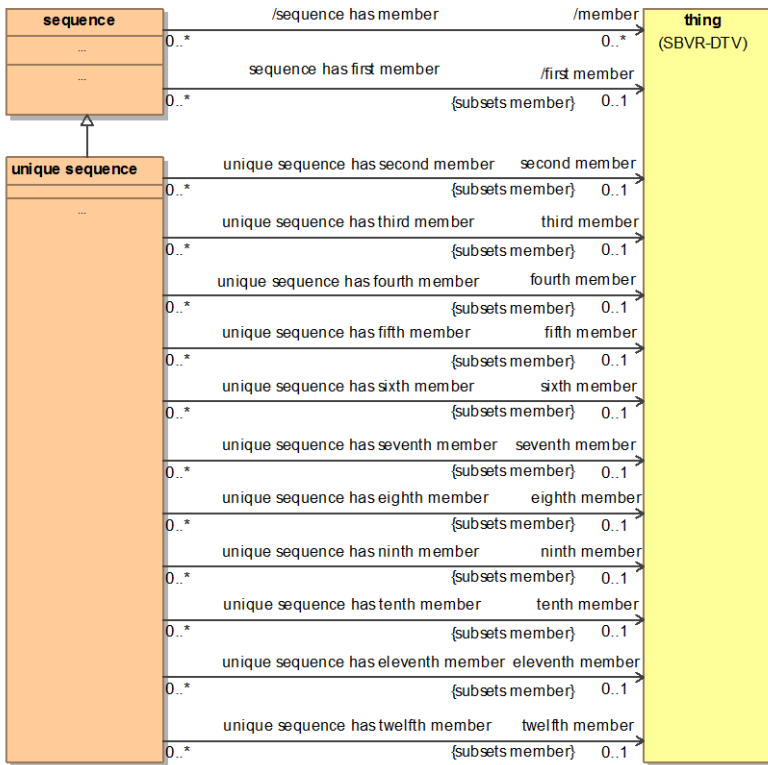 sequence
...
...
/sequence has member /member
0..* 0..*
sequence has first member /first member
0..* {subsets member} 0..1
thing
(SBVR-DTV)
unique sequence
...
unique sequence has second member second member
0..* {subsets member} 0..1
unique sequence has third member third member
0..* {subsets member} 0..1
unique sequence has fourth member fourth member
0..* {subsets member} 0..1
unique sequence has fifth member fifth member
0..* {subsets member} 0..1
unique sequence has sixth member sixth member
0..* {subsets member} 0..1
unique sequence has seventh member seventh member
0..* {subsets member} 0..1
unique sequence has eighth member eighth member
0..* {subsets member} 0..1
unique sequence has ninth member ninth member
0..* {subsets member} 0..1
unique sequence has tenth member tenth member
0..* {subsets member} 0..1
unique sequence has eleventh member eleventh member
0..* {subsets member} 0..1
unique sequence has twelfth member twelfth member
0..* {subsets member} 0..1